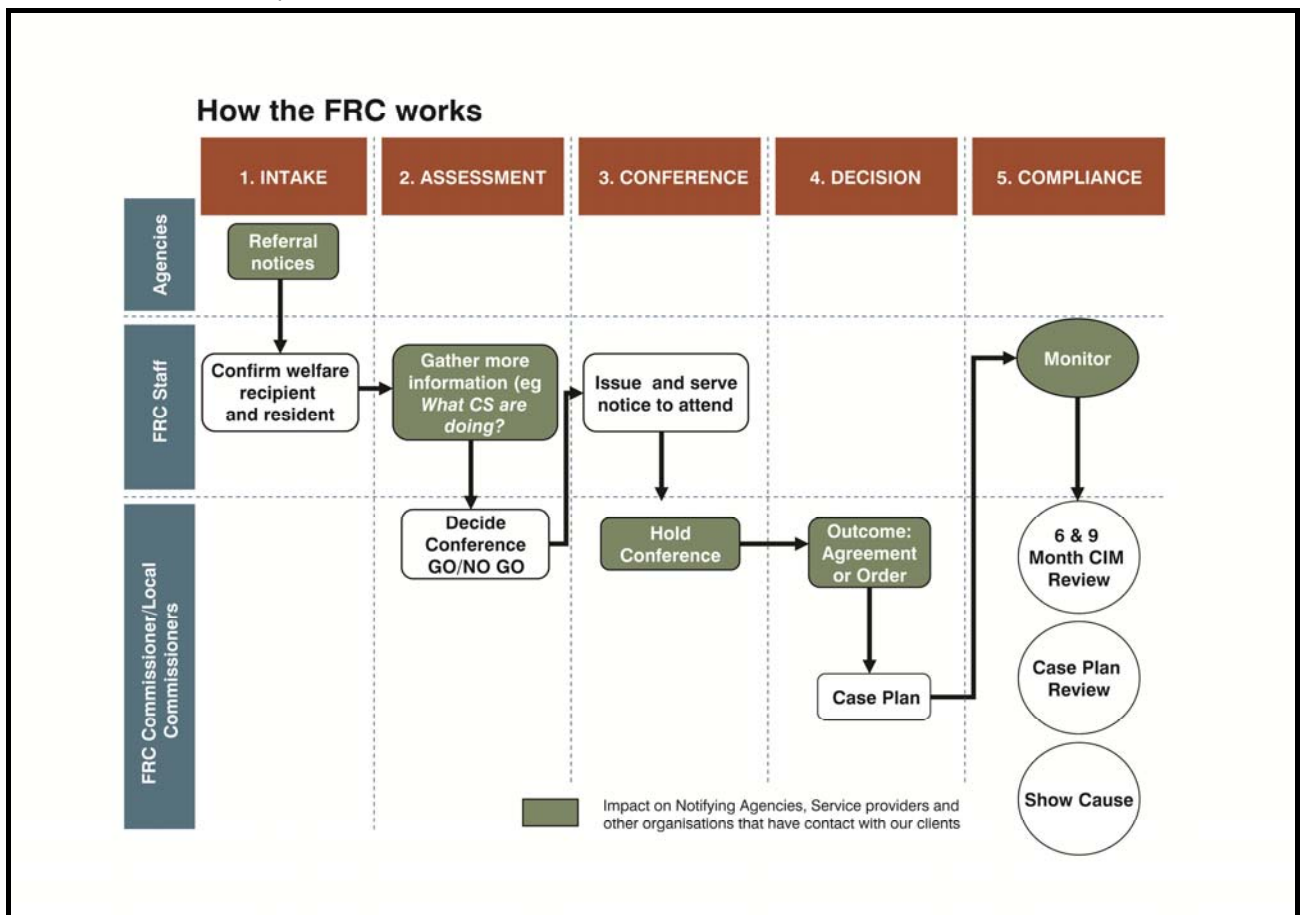 How the FRC works
1. INTAKE
2. ASSESSMENT
3. CONFERENCE
4. DECISION
5. COMPLIANCE
Agencies
Referral
notices
FRC Staff
Confirm welfare
recipient
and resident
Gather more
information (eg
What CS are
doing?
Issue and serve
notice to attend
Monitor
FRC Commissioner/Local
Commissioners
Decide
Conference
GO/NO GO
Hold
Conference
Outcome:
Agreement
or Order
Case Plan
6 & 9
Month CIM
Review
Case Plan
Review
Show Cause
Impact on Notifying Agencies, Service providers and
other organisations that have contact with our clients